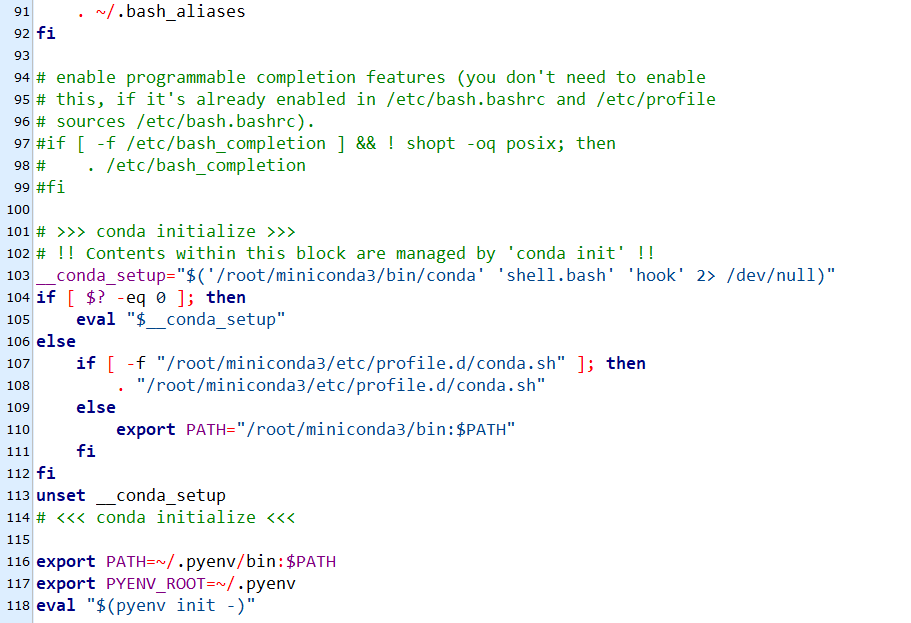 91     . ~/.bash_aliases
92 fi
93
94 # enable programmable completion features (you don't need to enable
95 # this, if it's already enabled in /etc/bash.bashrc and /etc/profile
96 # sources /etc/bash.bashrc).
97 #if [ -f /etc/bash_completion ] && ! shopt -oq posix; then
98 #    . /etc/bash_completion
99 #fi
100
101 # >>> conda initialize >>>
102 # !! Contents within this block are managed by 'conda init' !!
103 __conda_setup="$('/root/miniconda3/bin/conda' 'shell.bash' 'hook' 2> /dev/null)"
104 if [ $? -eq 0 ]; then
105     eval "$__conda_setup"
106 else
107     if [ -f "/root/miniconda3/etc/profile.d/conda.sh" ]; then
108         . "/root/miniconda3/etc/profile.d/conda.sh"
109     else
110         export PATH="/root/miniconda3/bin:$PATH"
111     fi
112 fi
113 unset __conda_setup
114 # <<< conda initialize <<<
115
116 export PATH=~/.pyenv/bin:$PATH
117 export PYENV_ROOT=~/.pyenv
118 eval "$(pyenv init -)"